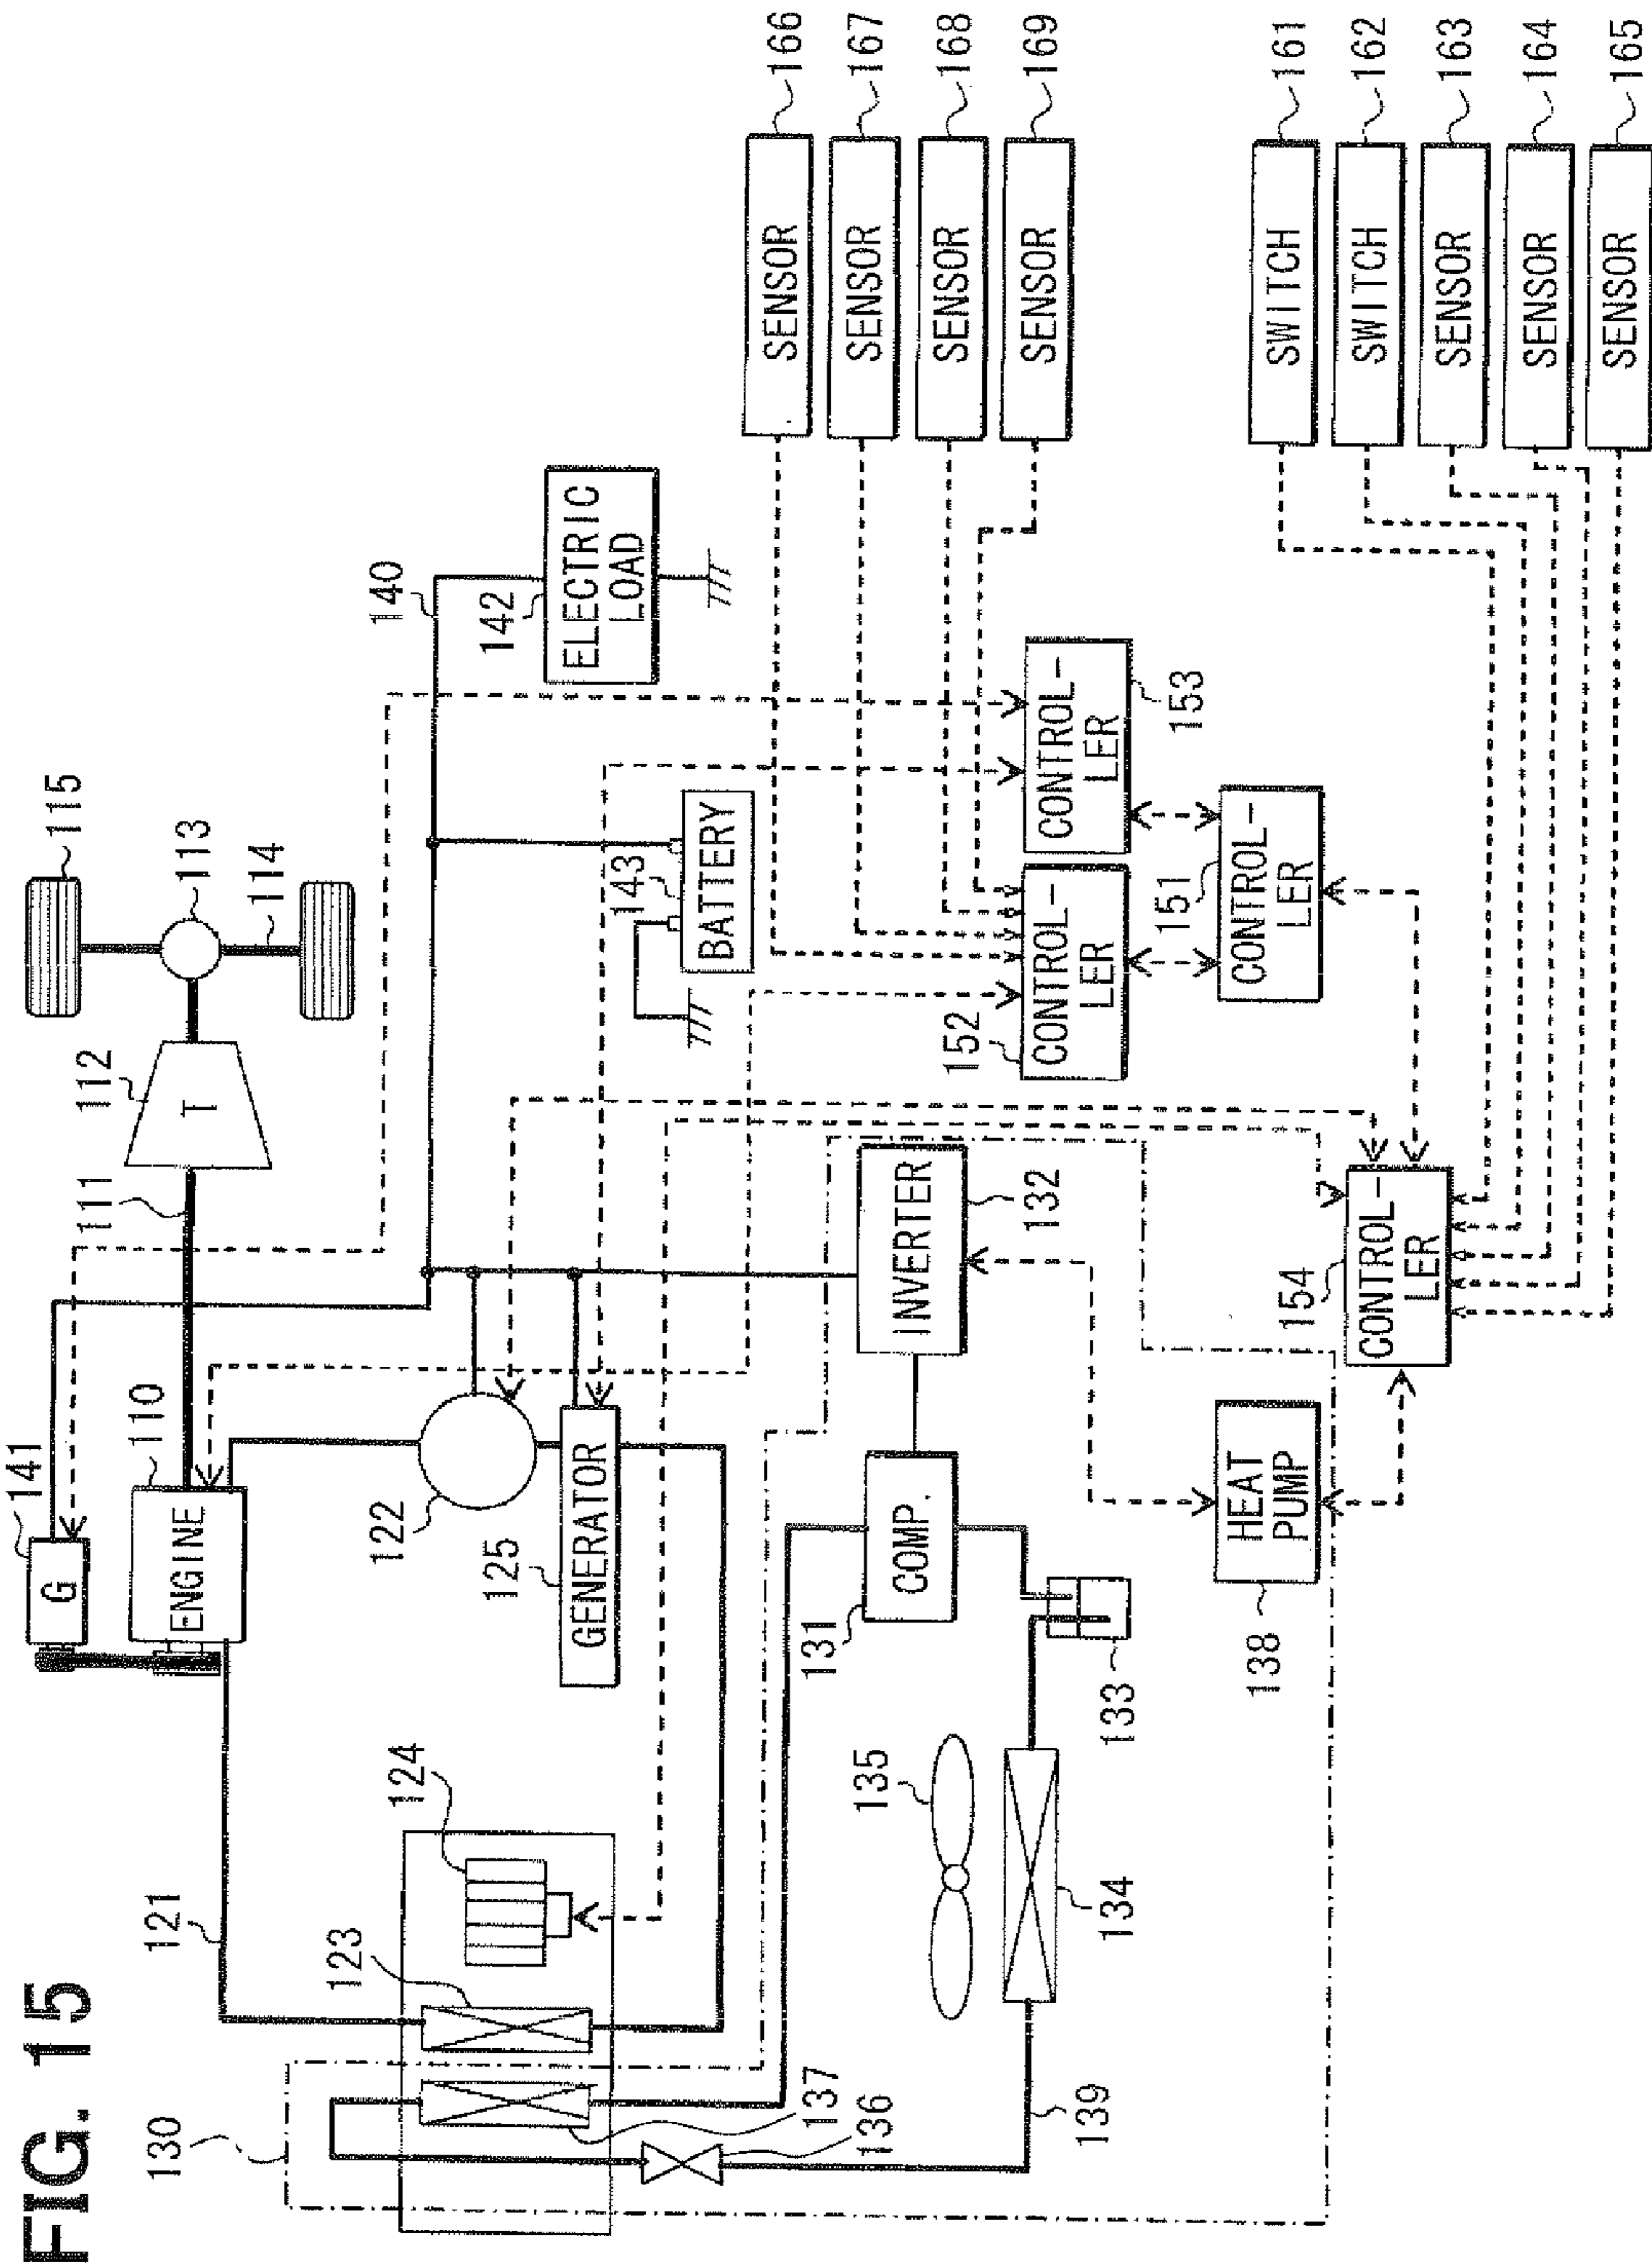 FIG. 15
130
121
123
124
137
136
139
134
135
133
141
G
110
ENGINE
111
112
T
113
114
115
122
125
GENERATOR
131
COMP.
132
INVERTER
138
HEAT
PUMP
140
142
ELECTRIC
LOAD
143
BATTERY
152
CONTROL-
LER
153
CONTROL-
LER
151
CONTROL-
LER
154
CONTROL-
LER
SENSOR
166
SENSOR
167
SENSOR
168
SENSOR
169
SWITCH
161
SWITCH
162
SENSOR
163
SENSOR
164
SENSOR
165